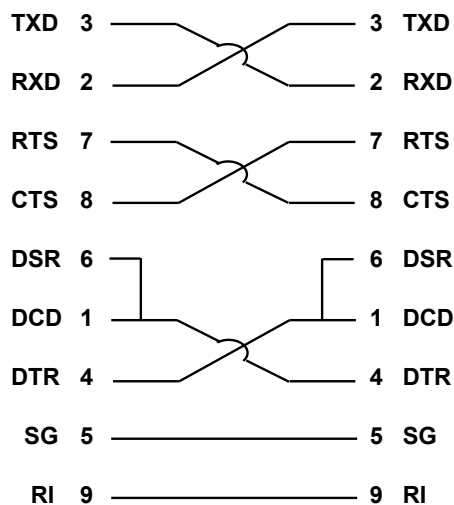 TXD 3 3 TXD
RXD 2 2 RXD
RTS 7 7 RTS
CTS 8 8 CTS
DSR 6 6 DSR
DCD 1 1 DCD
DTR 4 4 DTR
SG 5 5 SG
RI 9 9 RI